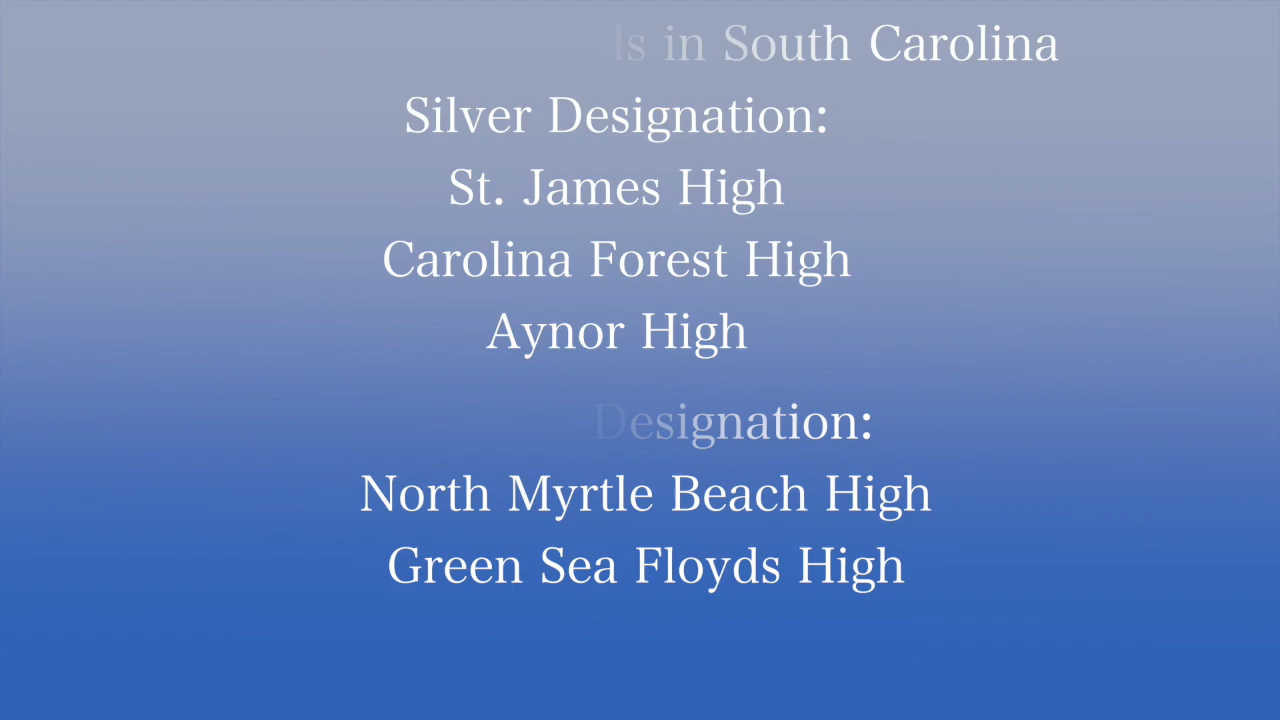 in South Carolina
Silver Designation:
St. James High
Carolina Forest High
Aynor High
Designation:
North Myrtle Beach High
Green Sea Floyds High